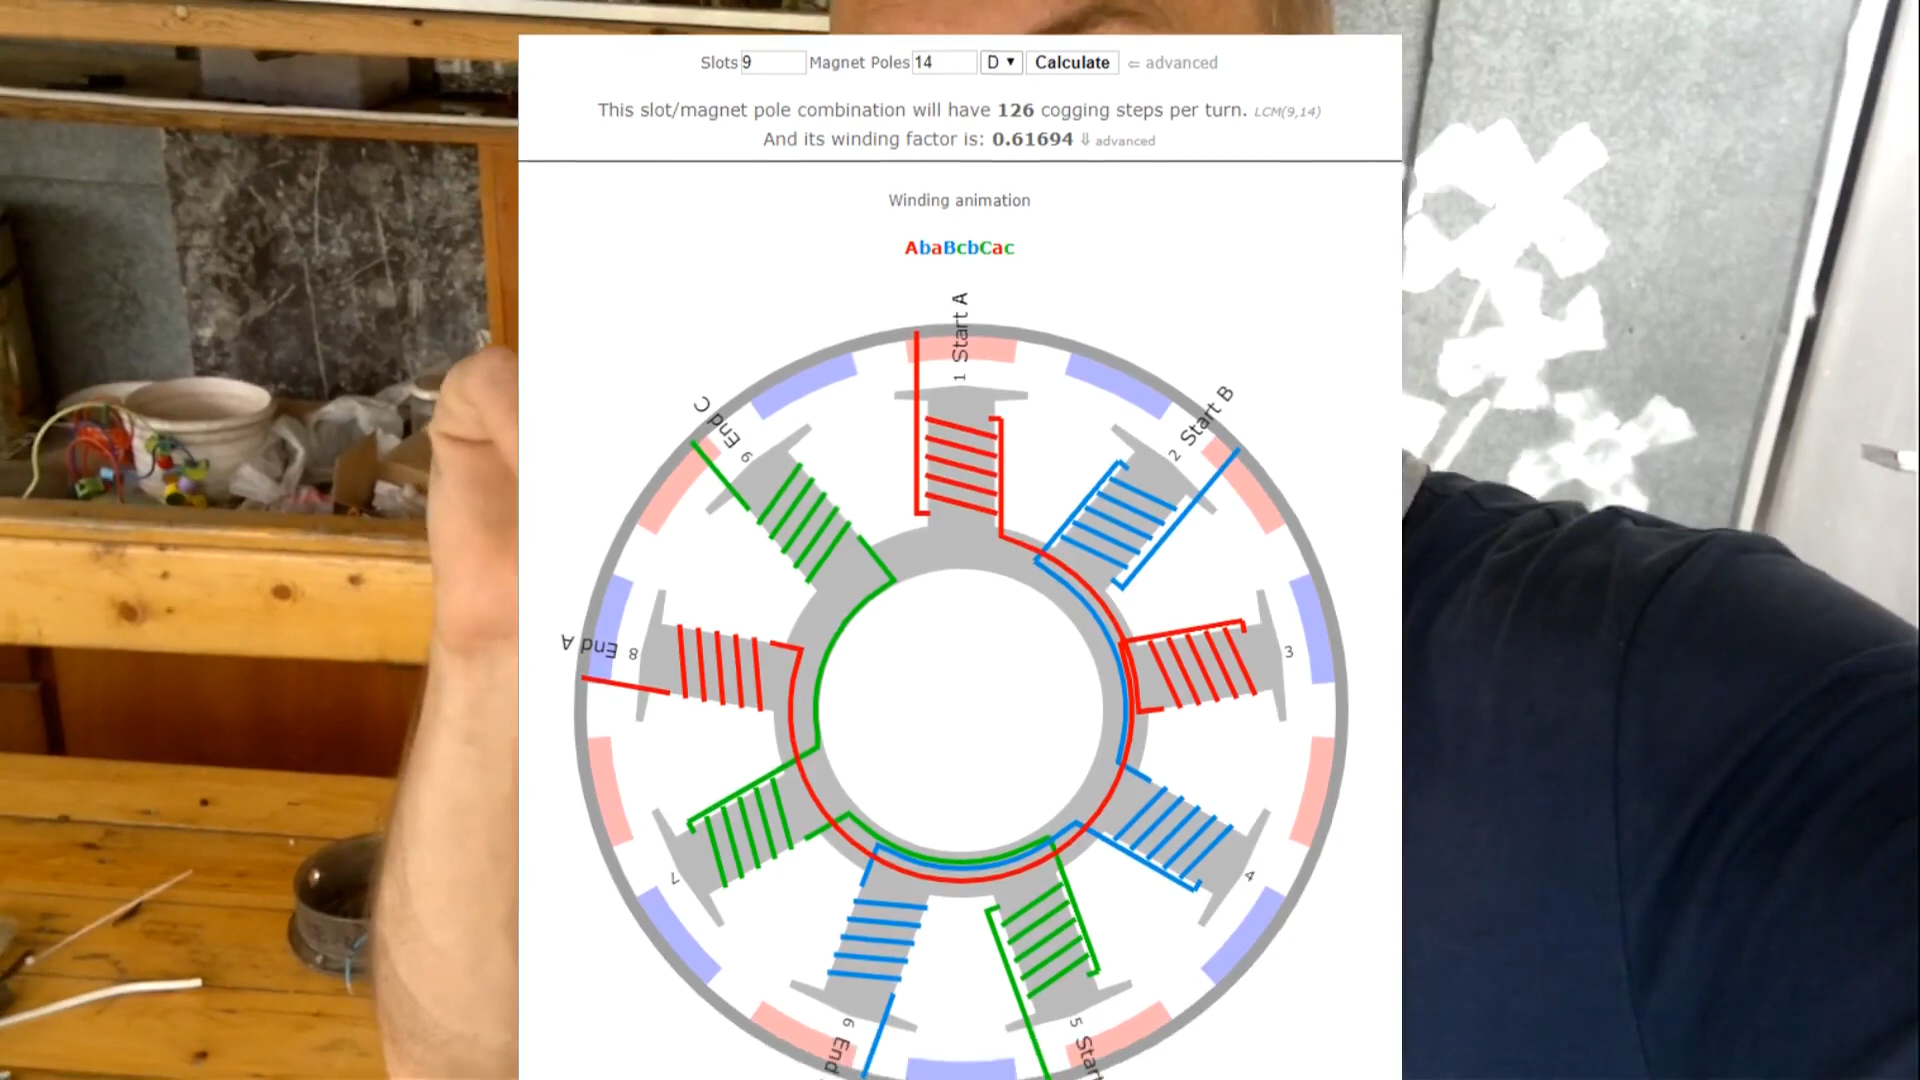 Slots 9 Magnet Poles 14 D ▼ Calculate ⇐ advanced
This slot/magnet pole combination will have 126 cogging steps per turn. LCM(9,14)
And its winding factor is: 0.61694 ⇓ advanced
Winding animation
AbaBcbCac
1 Start A
2 Start B
3
4
5 Start
6 End
7
8 End A
9 End C